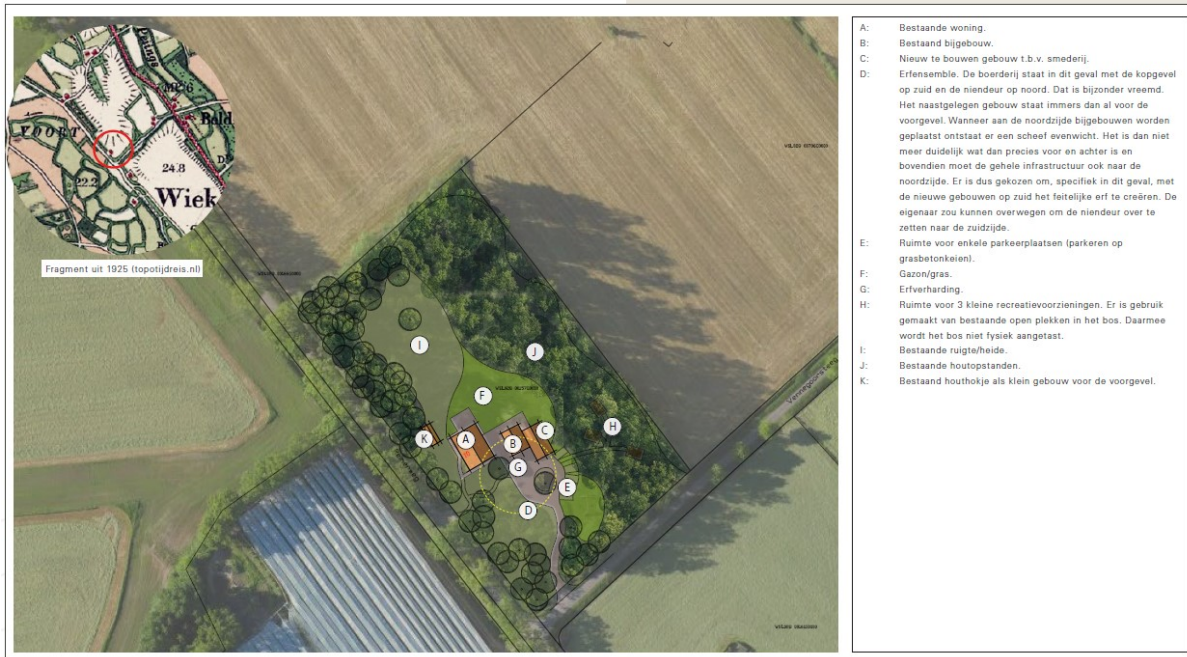 Puinge
VOORT
24.8
22.2
Wiek
Fragment uit 1925 (topotijdreis.nl)
I
J
F
K
A
B
C
H
G
E
D
A: Bestaande woning.
B: Bestaand bijgebouw.
C: Nieuw te bouwen gebouw t.b.v. smederij.
D: Erfensemble. De boerderij staat in dit geval met de kopgevel
op zuid en de niendeur op noord. Dat is bijzonder vreemd.
Het naastgelegen gebouw staat immers dan al voor de
voorgevel. Wanneer aan de noordzijde bijgebouwen worden
geplaatst ontstaat er een scheef evenwicht. Het is dan niet
meer duidelijk wat dan precies voor en achter is en
bovendien moet de gehele infrastructuur ook naar de
noordzijde. Er is dus gekozen om, specifiek in dit geval, met
de nieuwe gebouwen op zuid het feitelijke erf te creëren. De
eigenaar zou kunnen overwegen om de niendeur over te
zetten naar de zuidzijde.
E: Ruimte voor enkele parkeerplaatsen (parkeren op
grasbetonkeien).
F: Gazon/gras.
G: Erfverharding.
H: Ruimte voor 3 kleine recreatievoorzieningen. Er is gebruik
gemaakt van bestaande open plekken in het bos. Daarmee
wordt het bos niet fysiek aangetast.
I: Bestaande ruigte/heide.
J: Bestaande houtopstanden.
K: Bestaand houthokje als klein gebouw voor de voorgevel.